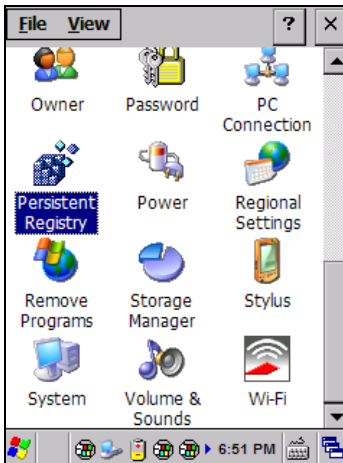 File View ? ×
Owner Password PC
Connection
Persistent Power Regional
Registry Settings
Remove Storage Stylus
Programs Manager
System Volume & Wi-Fi
Sounds
6:51 PM